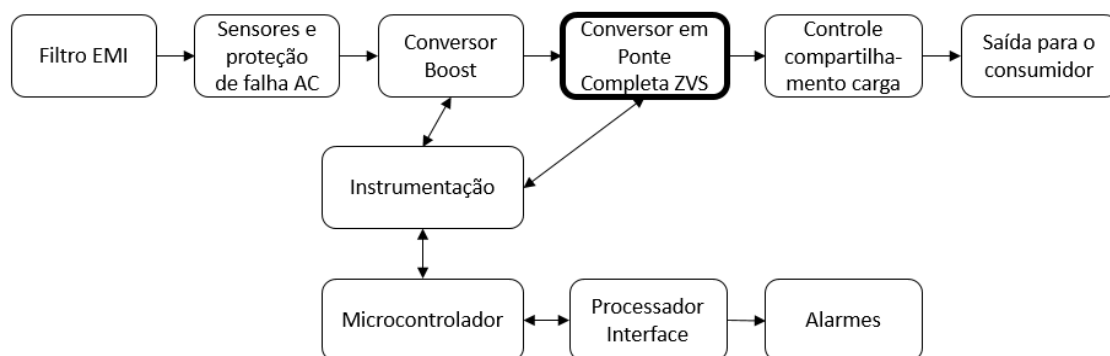 Filtro EMI
Sensores e
proteção
de falha AC
Conversor
Boost
Conversor em
Ponte
Completa ZVS
Controle
compartilha-
mento carga
Saída para o
consumidor
Instrumentação
Microcontrolador
Processador
Interface
Alarmes